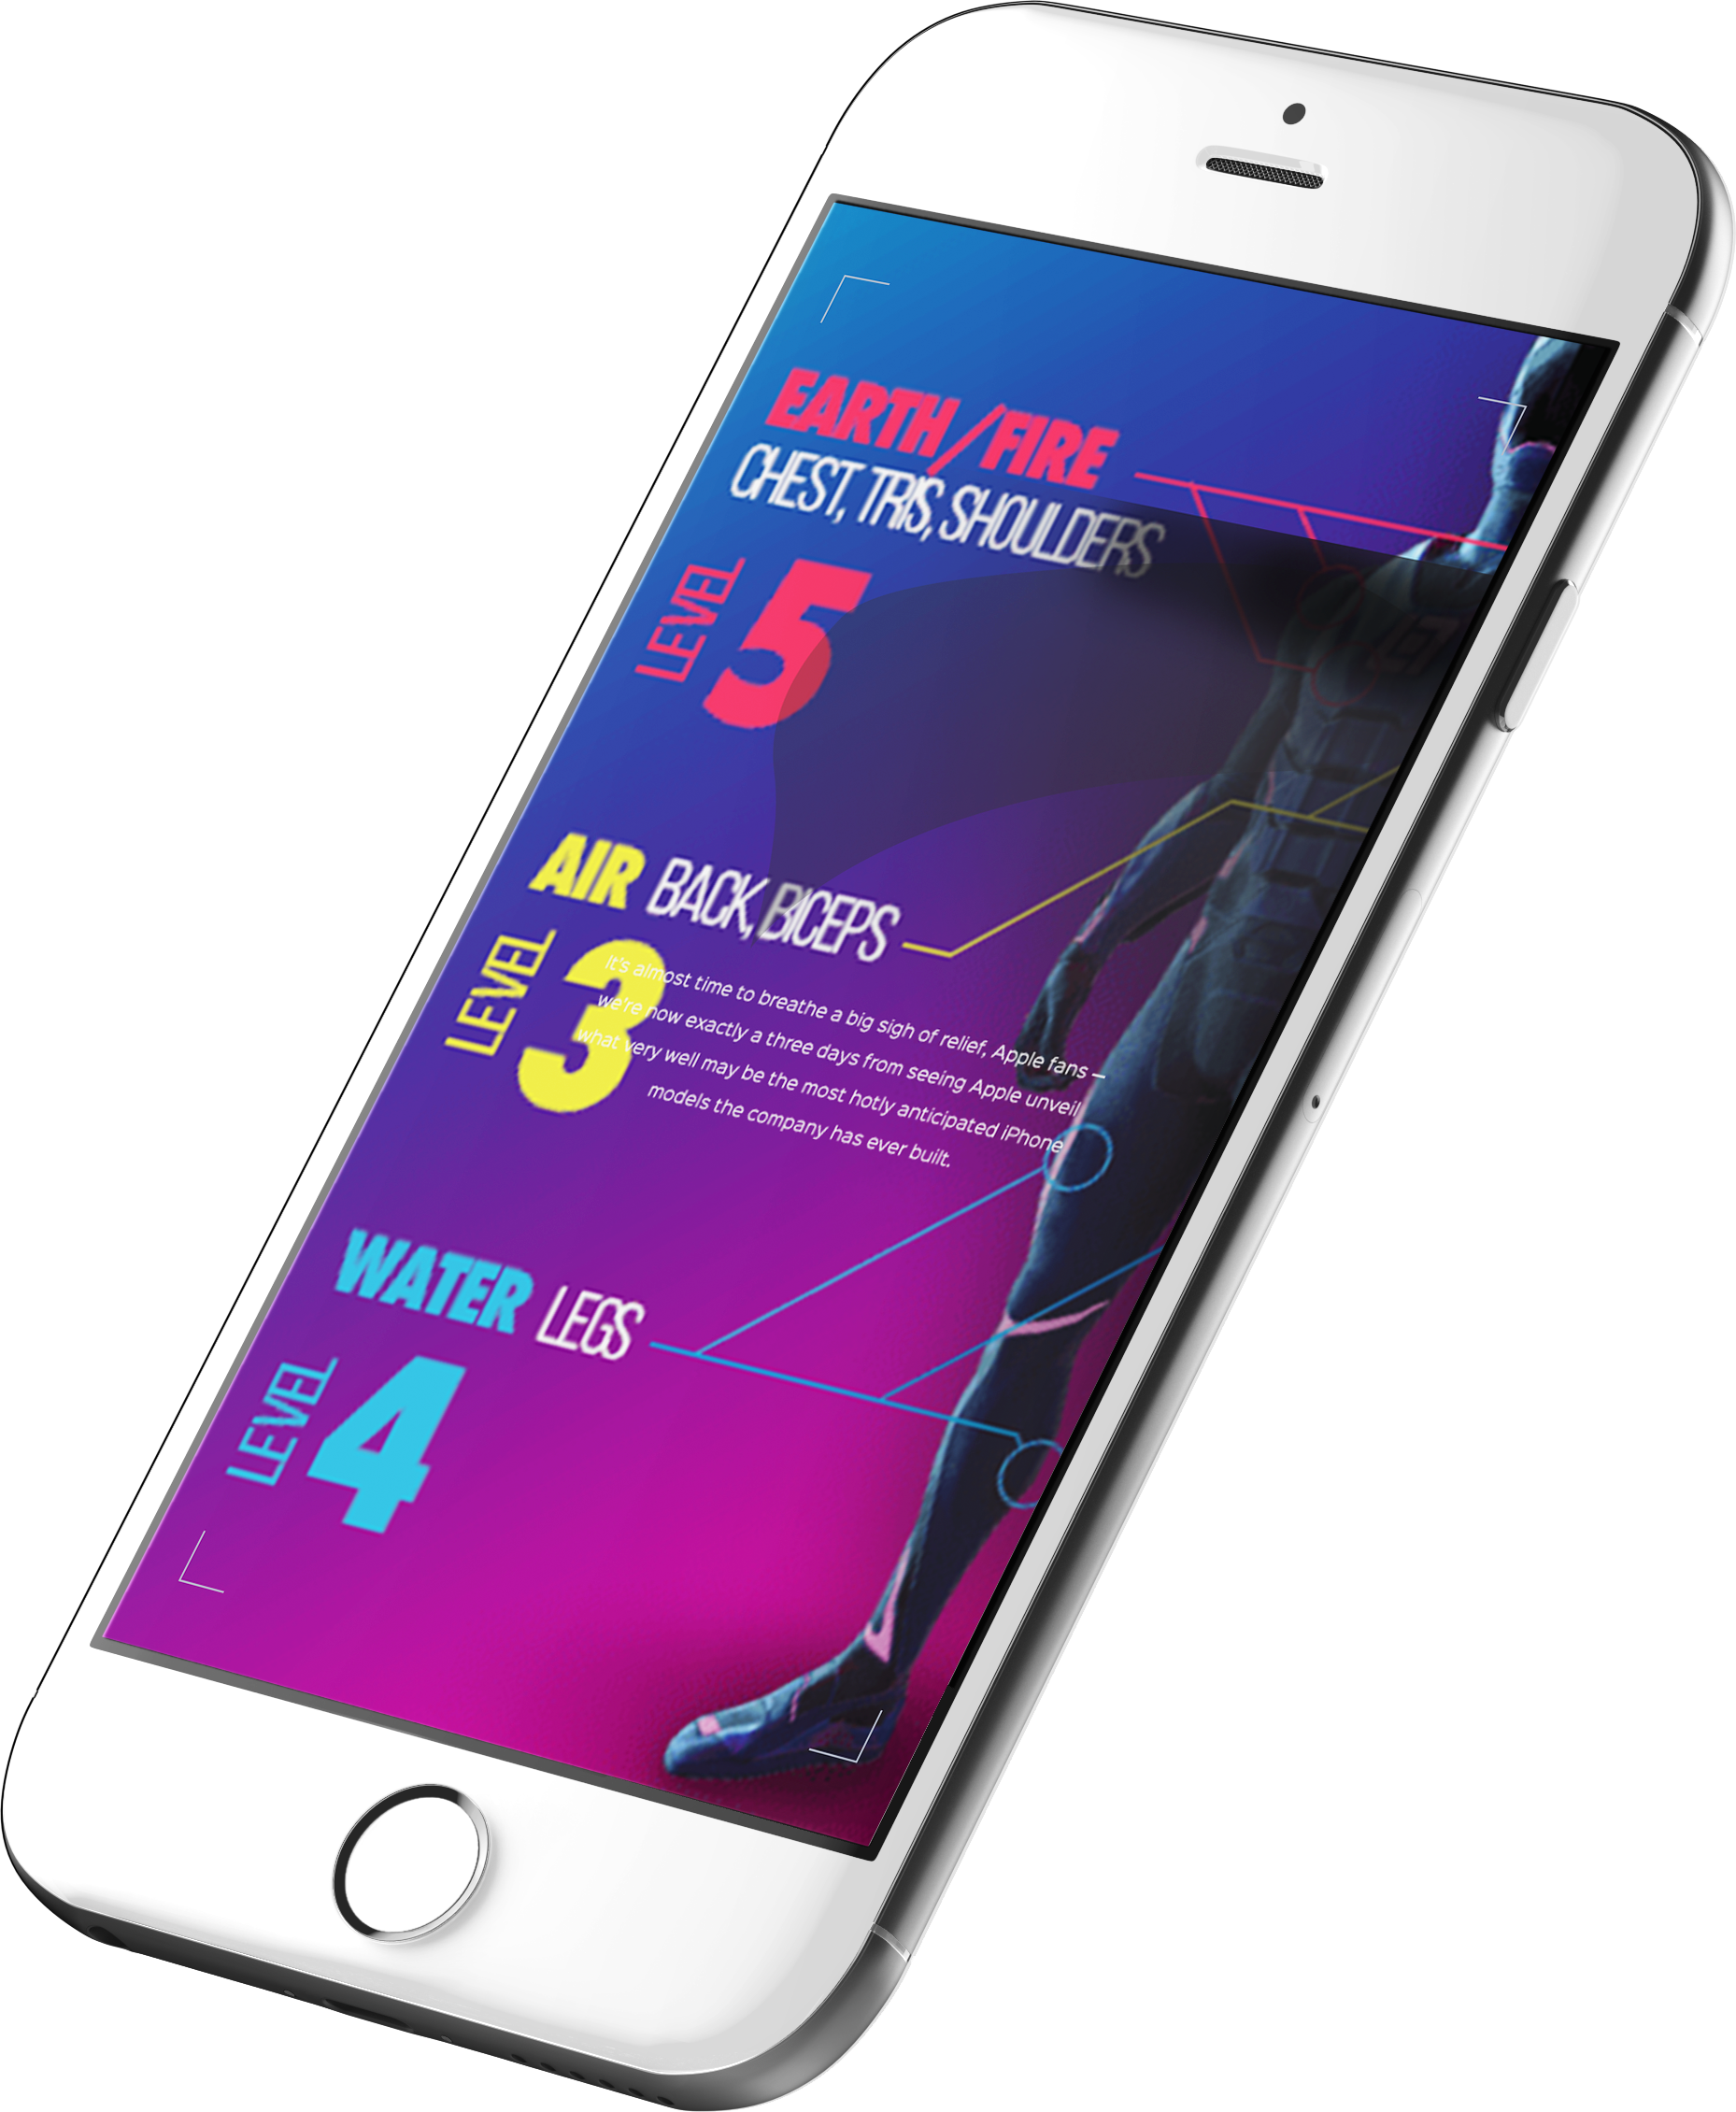 EARTH/FIRE
CHEST, TRIS, SHOULDERS
LEVEL 5
AIR BACK, BICEPS
LEVEL 3
It's almost time to breathe a big sigh of relief, Apple fans –
we're now exactly a three days from seeing Apple unveil
what very well may be the most hotly anticipated iPhone
models the company has ever built.
WATER LEGS
LEVEL 4